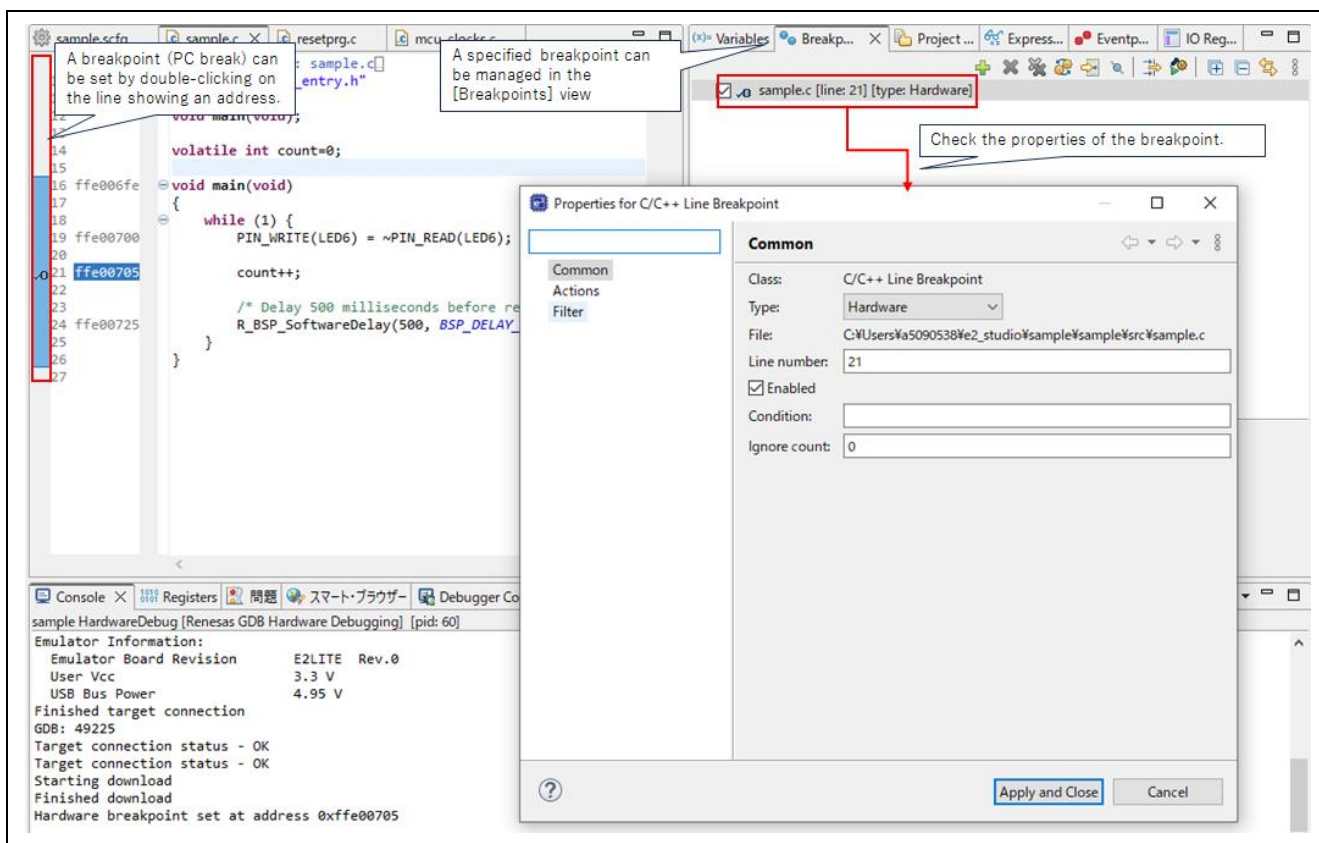 sample.scfg
sample.c
resetprg.c
mcu_clocks.c
Variables
Breakp...
Project ...
Express...
Eventp...
IO Reg...
A breakpoint (PC break) can
be set by double-clicking on
the line showing an address.
A specified breakpoint can
be managed in the
[Breakpoints] view
: sample.c
_entry.h"
12 void main(void);
13
14 volatile int count=0;
15
16 ffe006fe void main(void)
17 {
18 while (1) {
19 ffe00700 PIN_WRITE(LED6) = ~PIN_READ(LED6);
20
21 ffe00705 count++;
22
23 /* Delay 500 milliseconds before re
24 ffe00725 R_BSP_SoftwareDelay(500, BSP_DELAY_
25 }
26 }
27
sample.c [line: 21] [type: Hardware]
Check the properties of the breakpoint.
Properties for C/C++ Line Breakpoint
Common
Actions
Filter
Common
Class: C/C++ Line Breakpoint
Type: Hardware
File: C:¥Users¥a5090538¥e2_studio¥sample¥sample¥src¥sample.c
Line number: 21
Enabled
Condition:
Ignore count: 0
Apply and Close
Cancel
Console
Registers
問題
スマート・ブラウザー
Debugger Co
sample HardwareDebug [Renesas GDB Hardware Debugging] [pid: 60]
Emulator Information:
Emulator Board Revision E2LITE Rev.0
User Vcc 3.3 V
USB Bus Power 4.95 V
Finished target connection
GDB: 49225
Target connection status - OK
Target connection status - OK
Starting download
Finished download
Hardware breakpoint set at address 0xffe00705